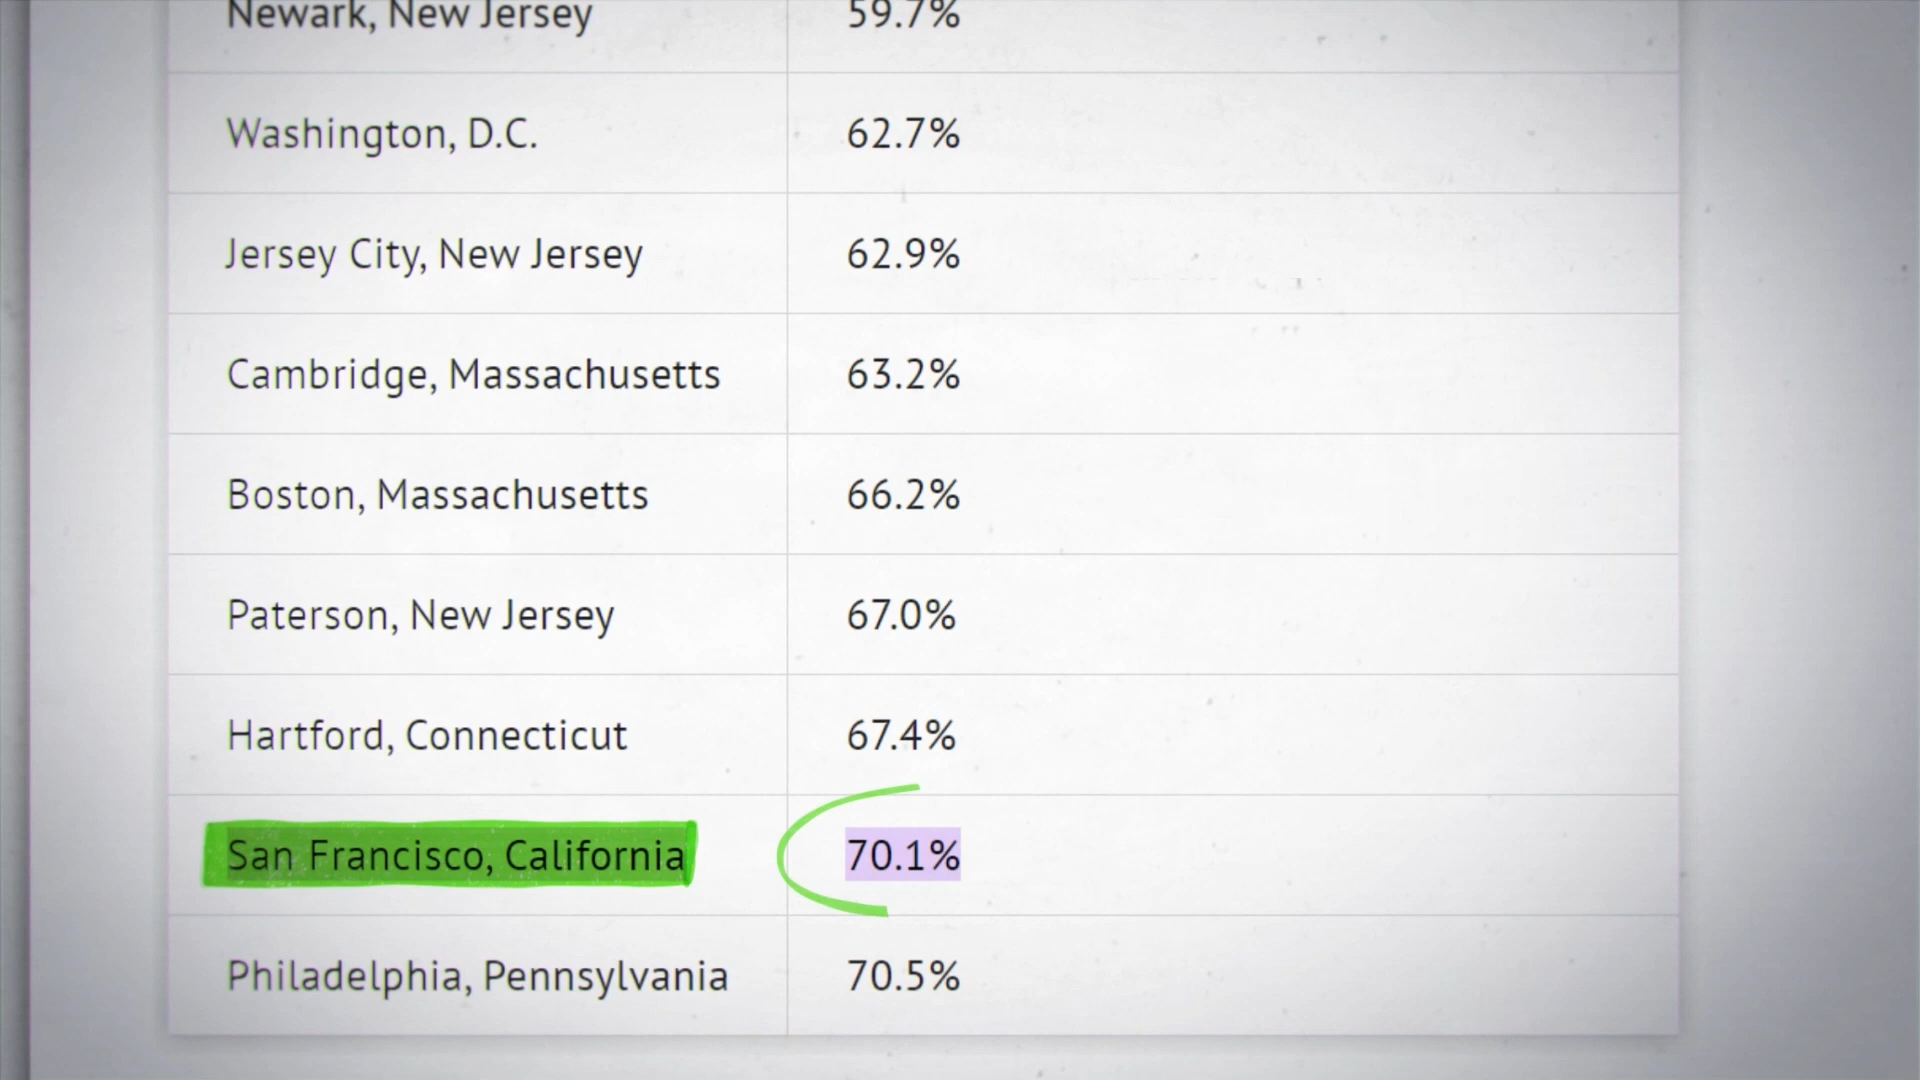 Newark, New Jersey 59.7%
Washington, D.C. 62.7%
Jersey City, New Jersey 62.9%
Cambridge, Massachusetts 63.2%
Boston, Massachusetts 66.2%
Paterson, New Jersey 67.0%
Hartford, Connecticut 67.4%
San Francisco, California 70.1%
Philadelphia, Pennsylvania 70.5%